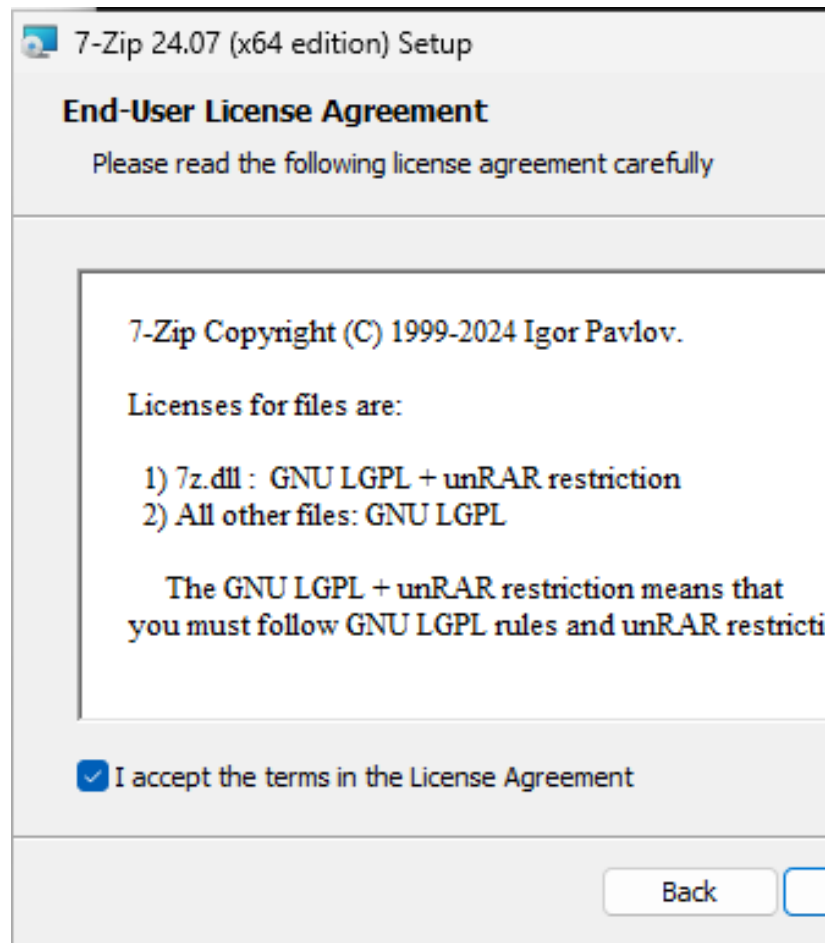 7-Zip 24.07 (x64 edition) Setup
End-User License Agreement
Please read the following license agreement carefully
7-Zip Copyright (C) 1999-2024 Igor Pavlov.
Licenses for files are:
1) 7z.dll :  GNU LGPL + unRAR restriction
2) All other files: GNU LGPL
The GNU LGPL + unRAR restriction means that
you must follow GNU LGPL rules and unRAR restricti
I accept the terms in the License Agreement
Back